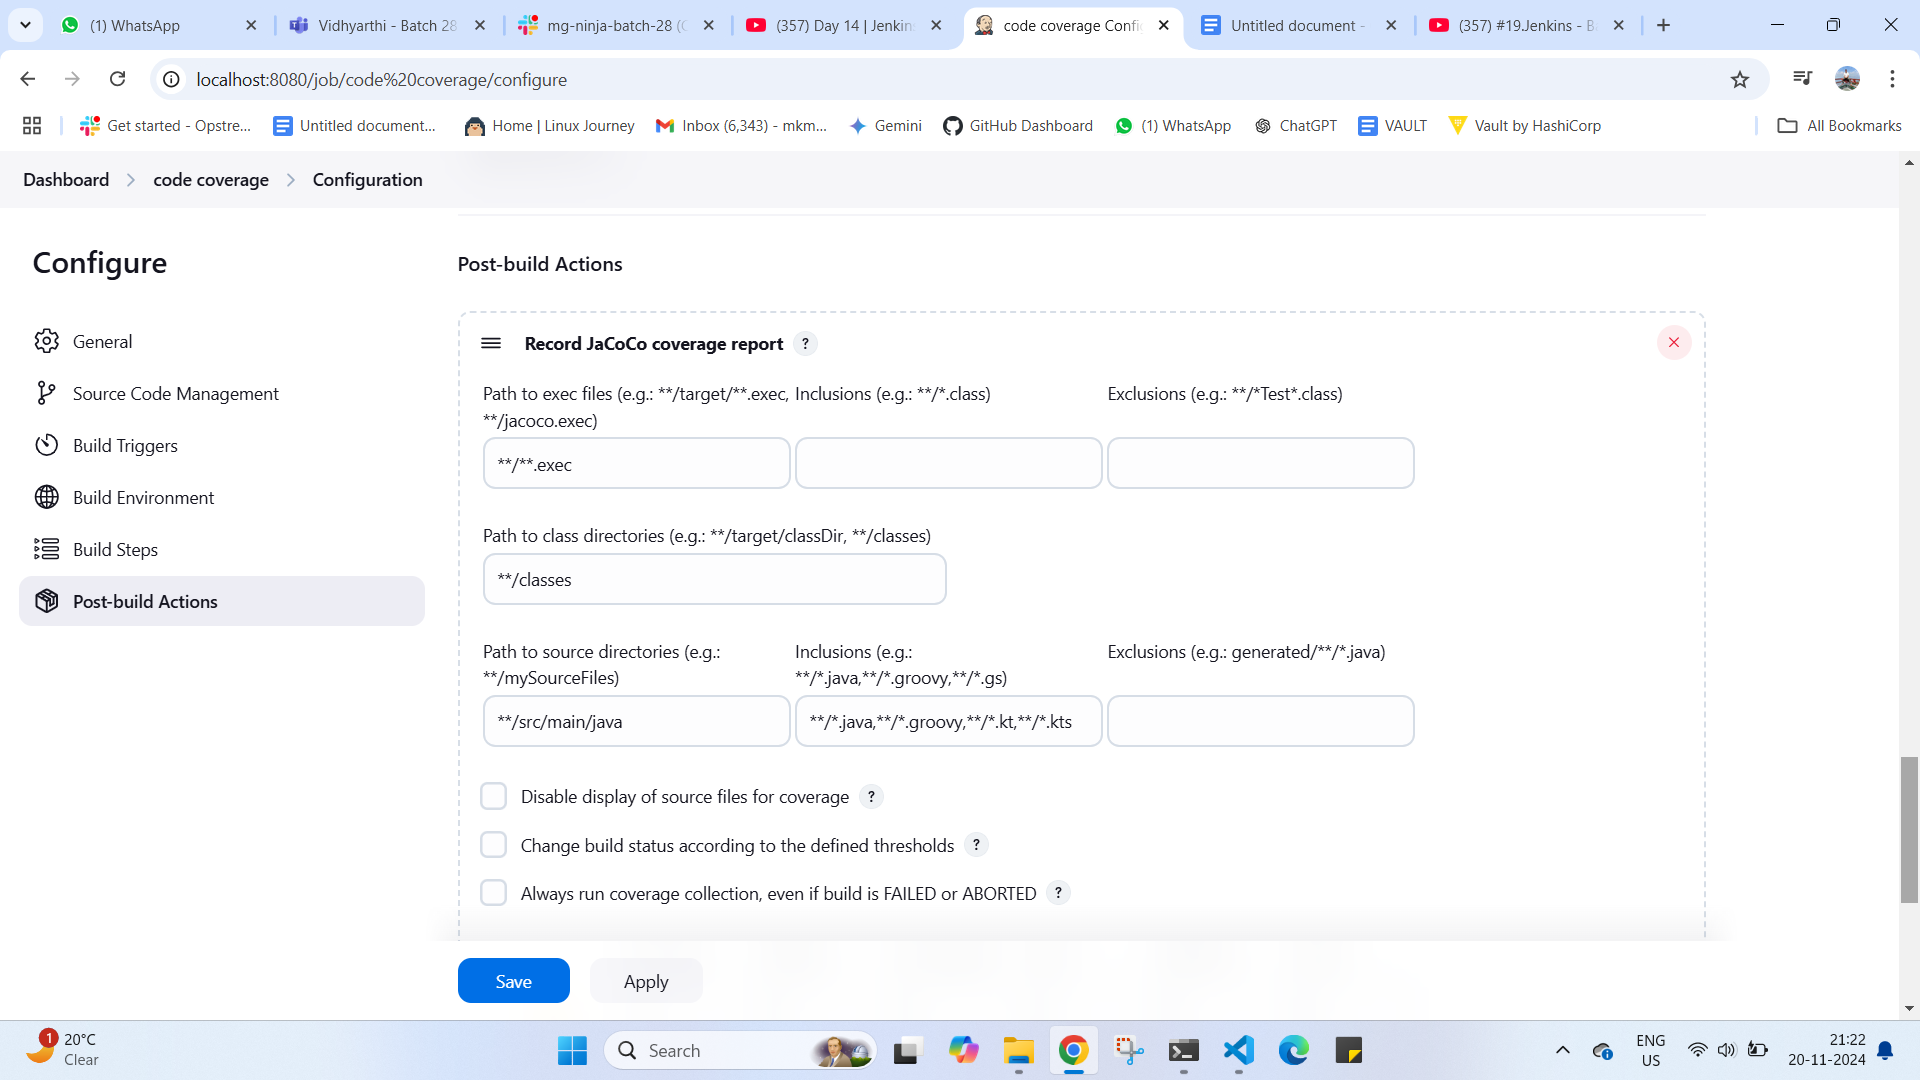 (1) WhatsApp
Vidhyarthi - Batch 28
mg-ninja-batch-28 (C
(357) Day 14 | Jenkins
code coverage Config
Untitled document -
(357) #19.Jenkins - B
localhost:8080/job/code%20coverage/configure
Get started - Opstre...
Untitled document...
Home | Linux Journey
Inbox (6,343) - mkm...
Gemini
GitHub Dashboard
(1) WhatsApp
ChatGPT
VAULT
Vault by HashiCorp
All Bookmarks
Dashboard
code coverage
Configuration
Configure
General
Source Code Management
Build Triggers
Build Environment
Build Steps
Post-build Actions
Post-build Actions
Record JaCoCo coverage report ?
Path to exec files (e.g.: **/target/**.exec,
**/jacoco.exec)
Inclusions (e.g.: **/*.class)
Exclusions (e.g.: **/*Test*.class)
**/**.exec
Path to class directories (e.g.: **/target/classDir, **/classes)
**/classes
Path to source directories (e.g.:
**/mySourceFiles)
Inclusions (e.g.:
**/*.java,**/*.groovy,**/*.gs)
Exclusions (e.g.: generated/**/*.java)
**/src/main/java
**/*.java,**/*.groovy,**/*.kt,**/*.kts
Disable display of source files for coverage ?
Change build status according to the defined thresholds ?
Always run coverage collection, even if build is FAILED or ABORTED ?
Save
Apply
1
20°C
Clear
Search
ENG
US
21:22
20-11-2024